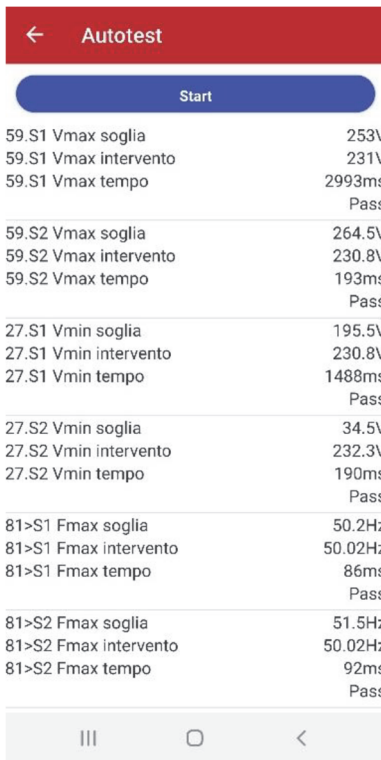 Autotest
Start
59.S1 Vmax soglia 253V
59.S1 Vmax intervento 231V
59.S1 Vmax tempo 2993ms
Pass
59.S2 Vmax soglia 264.5V
59.S2 Vmax intervento 230.8V
59.S2 Vmax tempo 193ms
Pass
27.S1 Vmin soglia 195.5V
27.S1 Vmin intervento 230.8V
27.S1 Vmin tempo 1488ms
Pass
27.S2 Vmin soglia 34.5V
27.S2 Vmin intervento 232.3V
27.S2 Vmin tempo 190ms
Pass
81>S1 Fmax soglia 50.2Hz
81>S1 Fmax intervento 50.02Hz
81>S1 Fmax tempo 86ms
Pass
81>S2 Fmax soglia 51.5Hz
81>S2 Fmax intervento 50.02Hz
81>S2 Fmax tempo 92ms
Pass